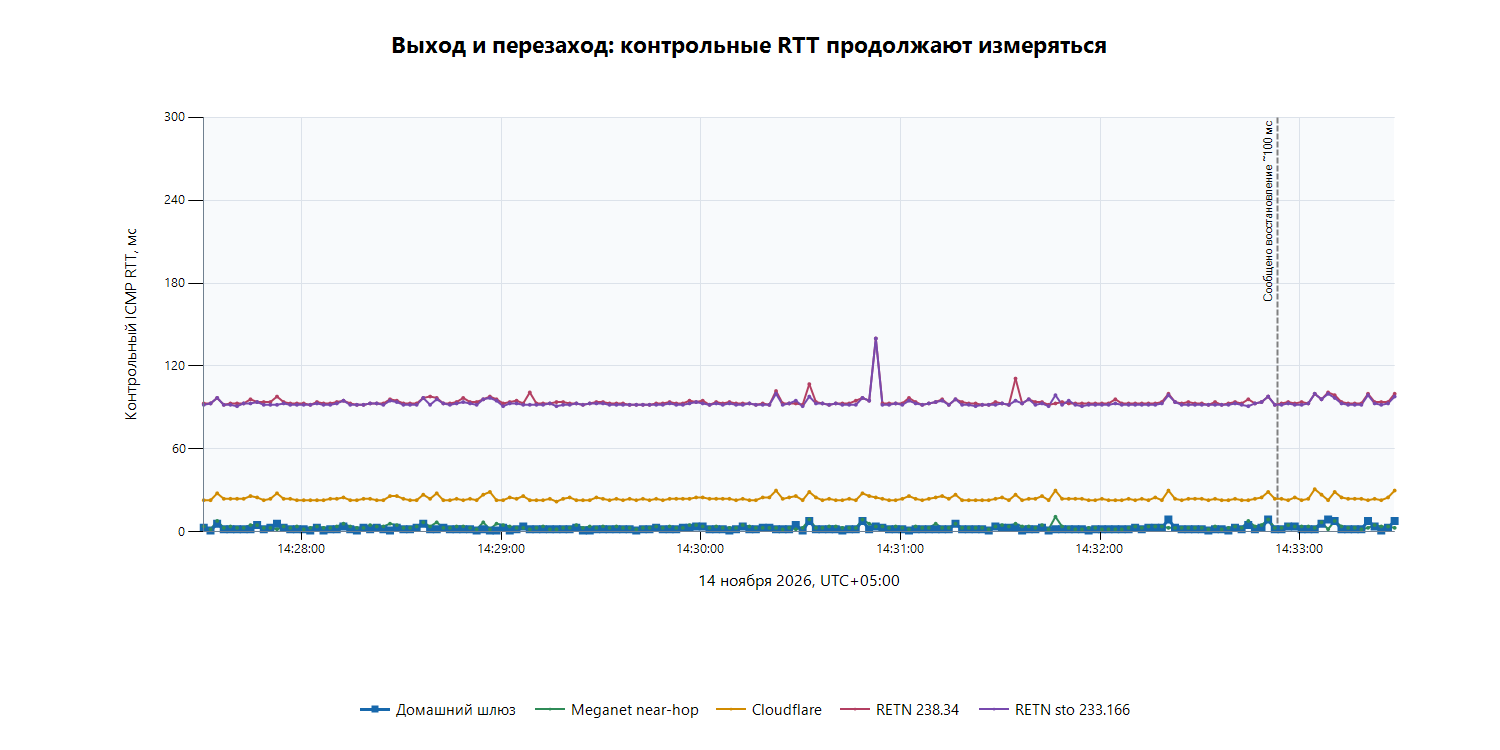 Выход и перезаход: контрольные RTT продолжают измеряться
300
240
180
120
60
0
Контрольный ICMP RTT, мс
Сообщено восстановление ~100 мс
14:28:00
14:29:00
14:30:00
14:31:00
14:32:00
14:33:00
14 ноября 2026, UTC+05:00
Домашний шлюз
Meganet near-hop
Cloudflare
RETN 238.34
RETN sto 233.166